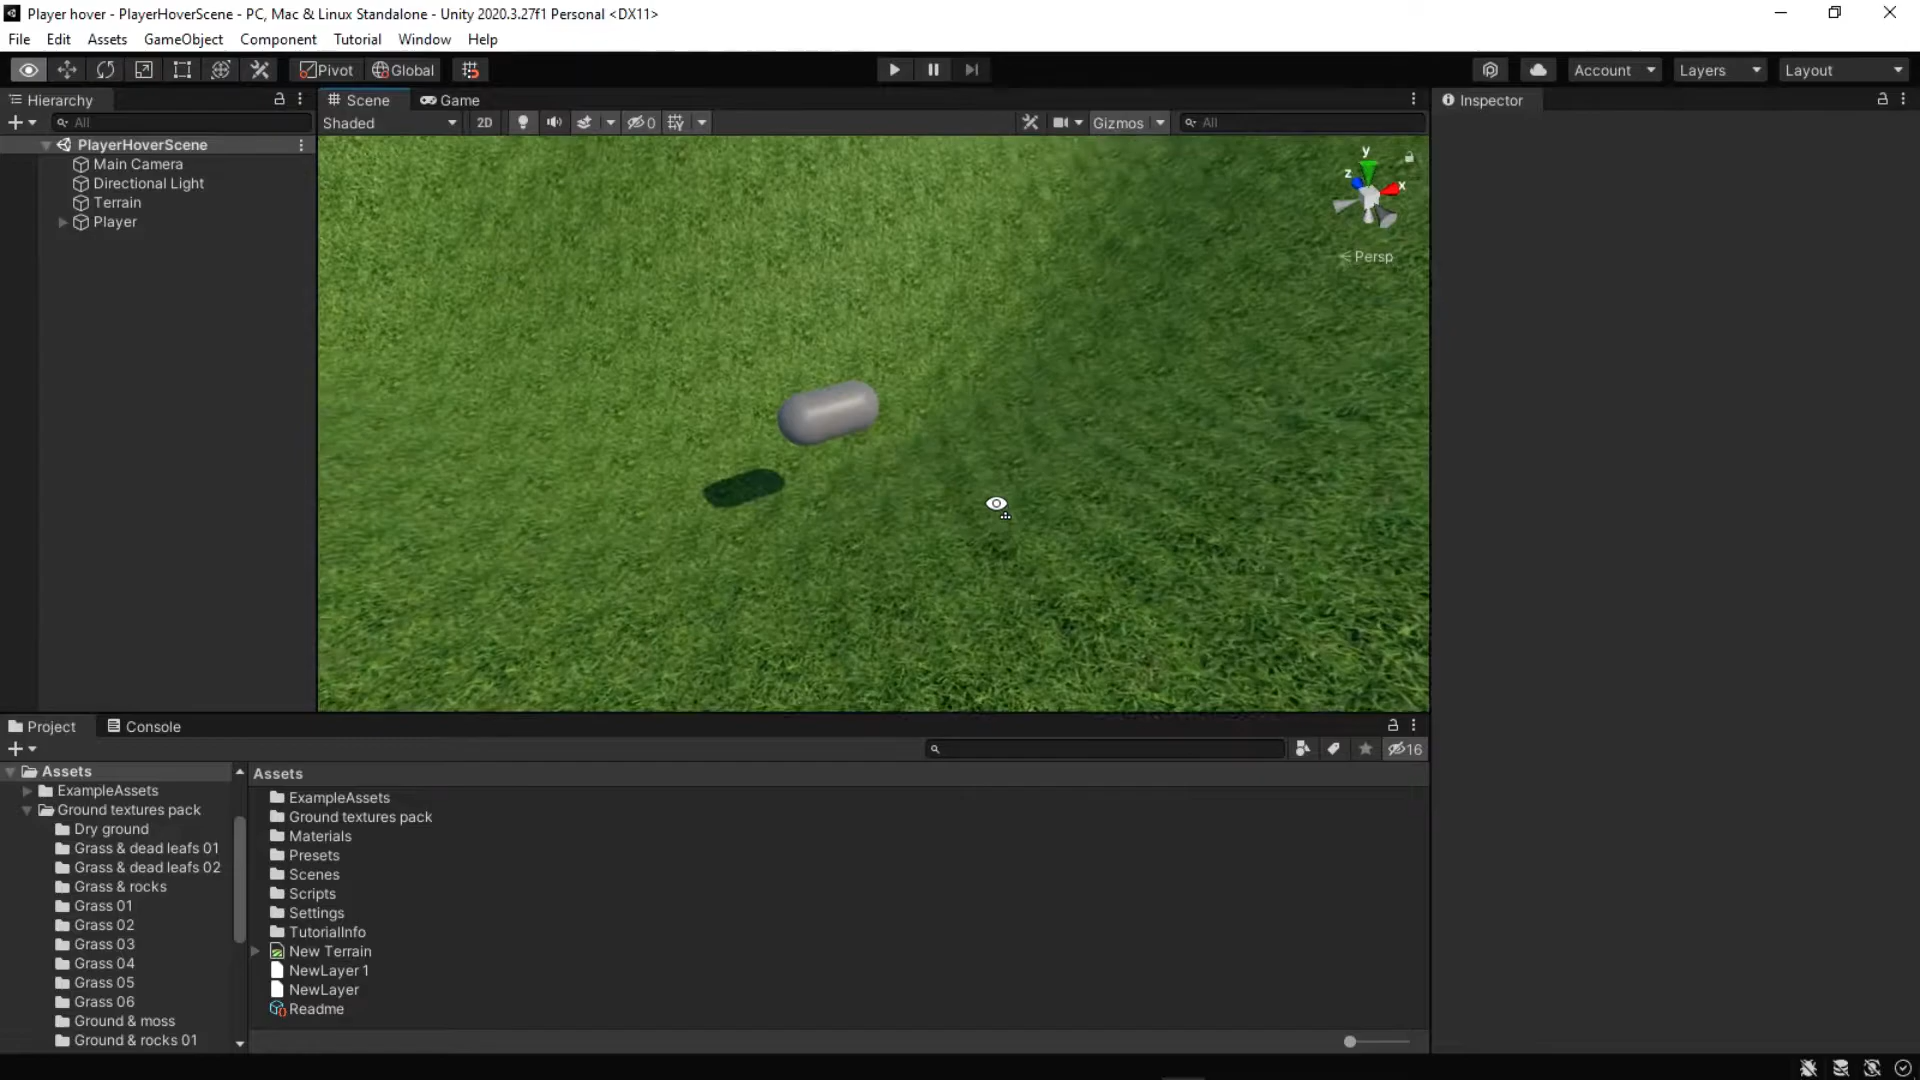 Player hover - PlayerHoverScene - PC, Mac & Linux Standalone - Unity 2020.3.27f1 Personal <DX11>
File Edit Assets GameObject Component Tutorial Window Help
Pivot Global Account Layers Layout
Hierarchy Scene Game Inspector
All Shaded 2D 0 Gizmos All
PlayerHoverScene
Main Camera
Directional Light
Terrain
Player
y
z x
Persp
Project Console
16
Assets
ExampleAssets
Ground textures pack
Dry ground
Grass & dead leafs 01
Grass & dead leafs 02
Grass & rocks
Grass 01
Grass 02
Grass 03
Grass 04
Grass 05
Grass 06
Ground & moss
Ground & rocks 01
Assets
ExampleAssets
Ground textures pack
Materials
Presets
Scenes
Scripts
Settings
TutorialInfo
New Terrain
NewLayer 1
NewLayer
Readme